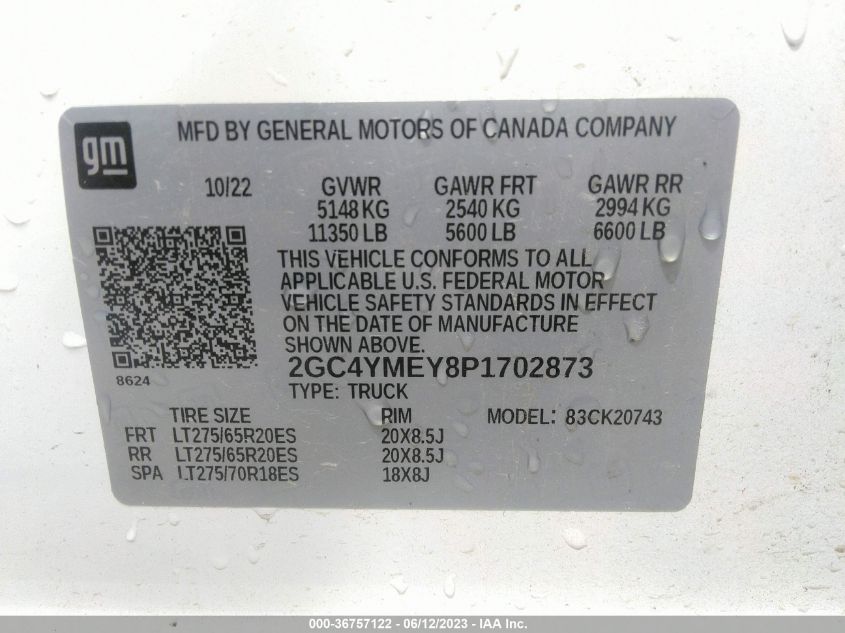 gm
MFD BY GENERAL MOTORS OF CANADA COMPANY
10/22 GVWR GAWR FRT GAWR RR
5148 KG 2540 KG 2994 KG
11350 LB 5600 LB 6600 LB
THIS VEHICLE CONFORMS TO ALL
APPLICABLE U.S. FEDERAL MOTOR
VEHICLE SAFETY STANDARDS IN EFFECT
ON THE DATE OF MANUFACTURE
SHOWN ABOVE.
8624 2GC4YMEY8P1702873
TYPE: TRUCK
TIRE SIZE RIM MODEL: 83CK20743
FRT LT275/65R20ES 20X8.5J
RR LT275/65R20ES 20X8.5J
SPA LT275/70R18ES 18X8J
000-36757122 - 06/12/2023 - IAA Inc.